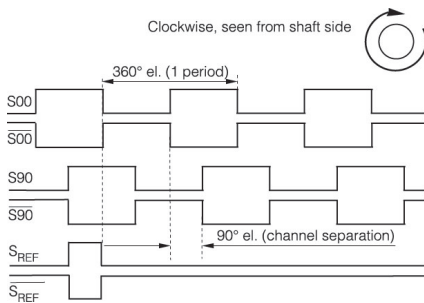 Clockwise, seen from shaft side
360° el. (1 period)
S00
S00
S90
S90
90° el. (channel separation)
SREF
SREF